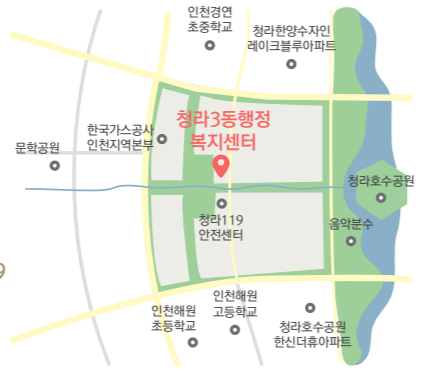 인천경연
초중학교
청라한양수자인
레이크블루아파트
청라3동행정
복지센터
한국가스공사
인천지역본부
문학공원
청라호수공원
청라119
안전센터
음악분수
9
인천해원
초등학교
인천해원
고등학교
청라호수공원
한신더휴아파트